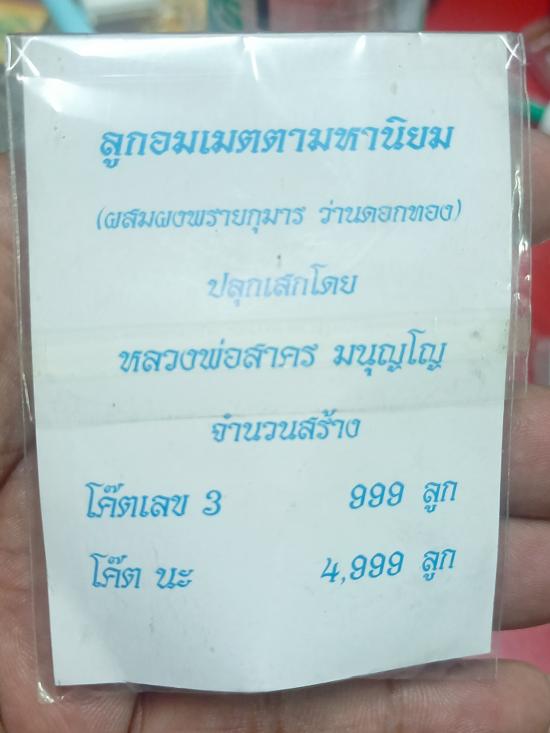 ลูกอมเมตตามหานิยม
(ผสมผงพรายกุมาร ว่านดอกทอง)
ปลุกเสกโดย
หลวงพ่อสาคร มนุญโญ
จำนวนสร้าง
โค๊ตเลข 3 999 ลูก
โค๊ต นะ 4,999 ลูก